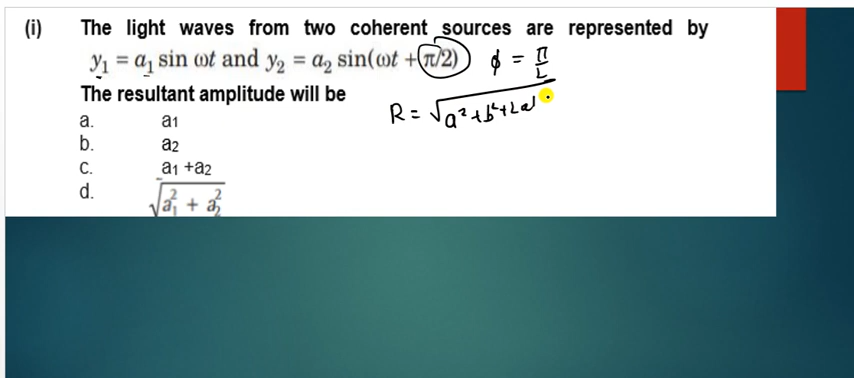 (i) The light waves from two coherent sources are represented by
y₁ = a₁ sin ωt and y₂ = a₂ sin(ωt + π/2) ϕ = π/2
The resultant amplitude will be R = √a² + b² + 2a
a. a1
b. a2
c. a1 +a2
d. √a₁² + a₂²